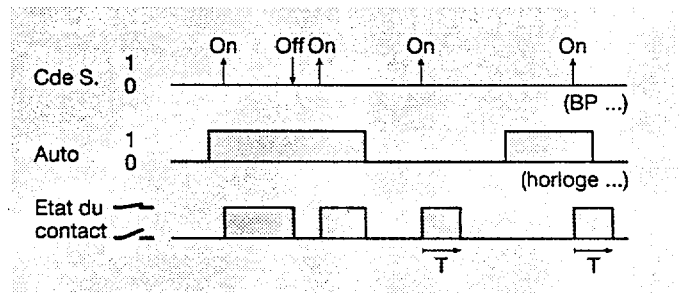 On Off On On On
Cde S. 1
0
(BP ...)
Auto 1
0
(horloge ...)
Etat du
contact
T T